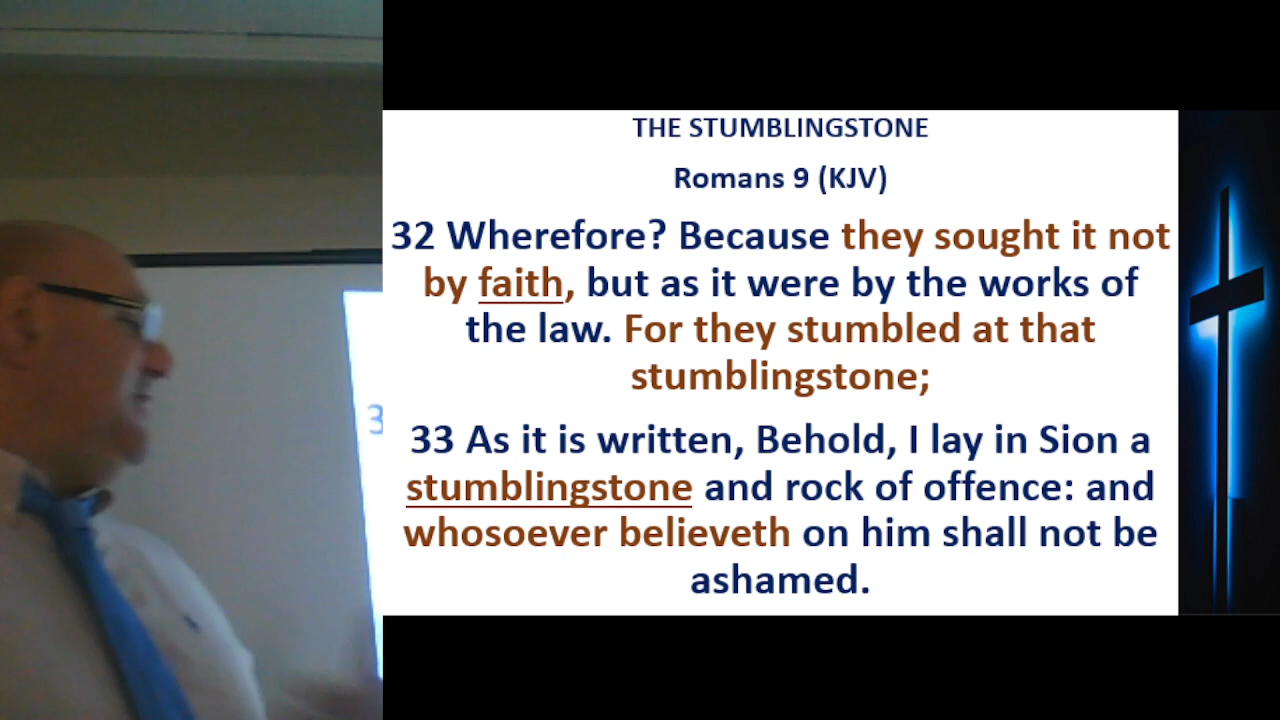 THE STUMBLINGSTONE
Romans 9 (KJV)
32 Wherefore? Because they sought it not
by faith, but as it were by the works of
the law. For they stumbled at that
stumblingstone;
33 As it is written, Behold, I lay in Sion a
stumblingstone and rock of offence: and
whosoever believeth on him shall not be
ashamed.
3